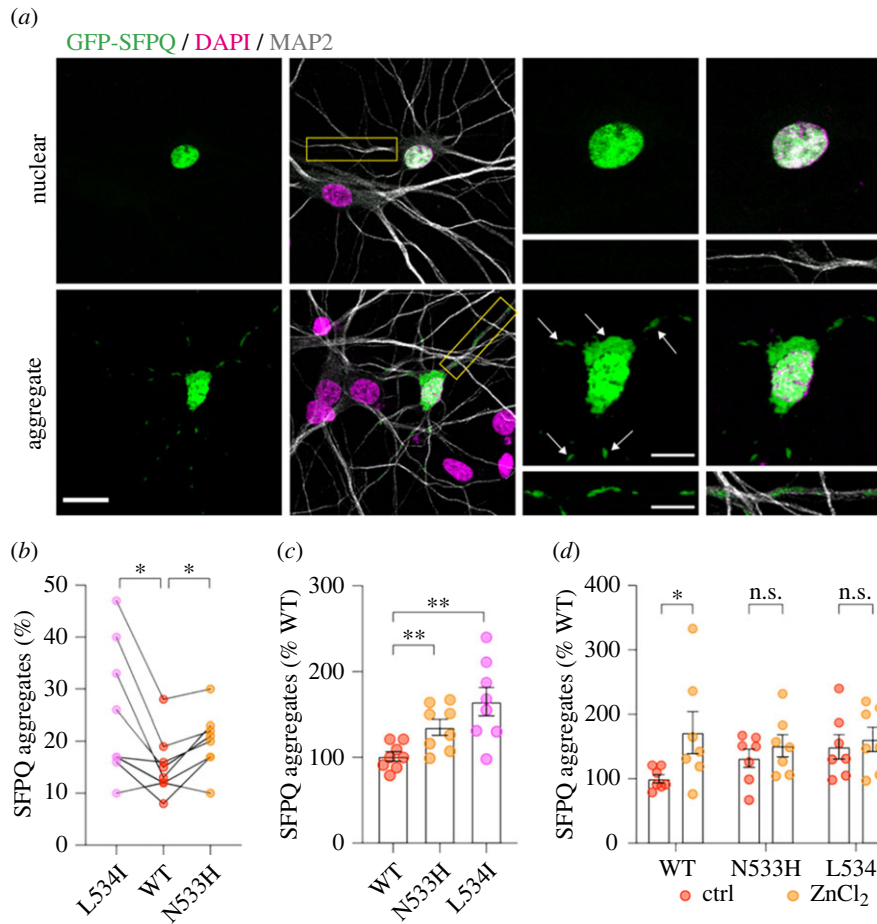 (a)
GFP-SFPQ / DAPI / MAP2
nuclear
aggregate
(b)
SFPQ aggregates (%)
50
40
30
20
10
0
* *
L534I WT N533H
(c)
SFPQ aggregates (% WT)
300
200
100
0
**
**
WT N533H L534I
(d)
SFPQ aggregates (% WT)
400
300
200
100
0
* n.s. n.s.
WT N533H L534
ctrl ZnCl₂